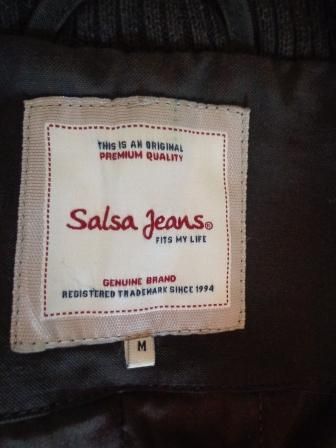 THIS IS AN ORIGINAL
PREMIUM QUALITY
Salsa Jeans®
FITS MY LIFE
GENUINE BRAND
REGISTERED TRADEMARK SINCE 1994
M